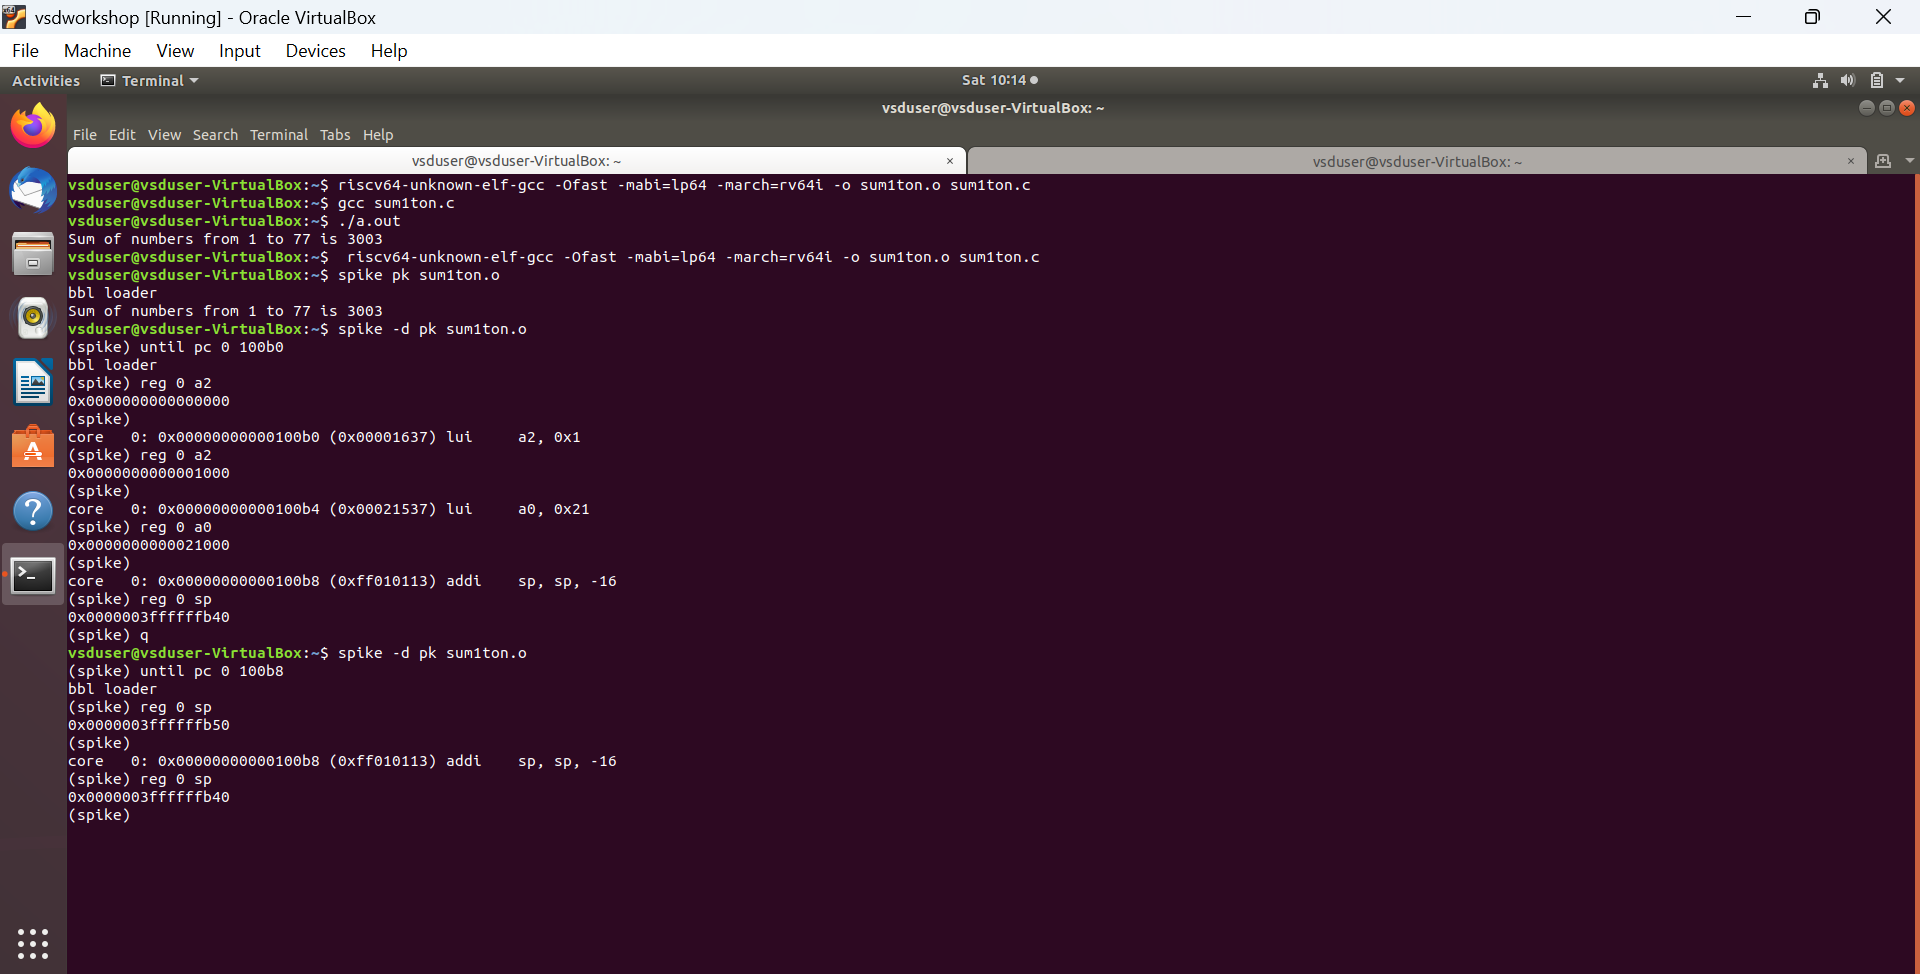 vsdworkshop [Running] - Oracle VirtualBox
File Machine View Input Devices Help
Activities Terminal Sat 10:14
vsduser@vsduser-VirtualBox: ~
File Edit View Search Terminal Tabs Help
vsduser@vsduser-VirtualBox: ~ × vsduser@vsduser-VirtualBox: ~ ×
vsduser@vsduser-VirtualBox:~$ riscv64-unknown-elf-gcc -Ofast -mabi=lp64 -march=rv64i -o sum1ton.o sum1ton.c
vsduser@vsduser-VirtualBox:~$ gcc sum1ton.c
vsduser@vsduser-VirtualBox:~$ ./a.out
Sum of numbers from 1 to 77 is 3003
vsduser@vsduser-VirtualBox:~$  riscv64-unknown-elf-gcc -Ofast -mabi=lp64 -march=rv64i -o sum1ton.o sum1ton.c
vsduser@vsduser-VirtualBox:~$ spike pk sum1ton.o
bbl loader
Sum of numbers from 1 to 77 is 3003
vsduser@vsduser-VirtualBox:~$ spike -d pk sum1ton.o
(spike) until pc 0 100b0
bbl loader
(spike) reg 0 a2
0x0000000000000000
(spike)
core   0: 0x00000000000100b0 (0x00001637) lui     a2, 0x1
(spike) reg 0 a2
0x0000000000001000
(spike)
core   0: 0x00000000000100b4 (0x00021537) lui     a0, 0x21
(spike) reg 0 a0
0x0000000000021000
(spike)
core   0: 0x00000000000100b8 (0xff010113) addi    sp, sp, -16
(spike) reg 0 sp
0x0000003ffffffb40
(spike) q
vsduser@vsduser-VirtualBox:~$ spike -d pk sum1ton.o
(spike) until pc 0 100b8
bbl loader
(spike) reg 0 sp
0x0000003ffffffb50
(spike)
core   0: 0x00000000000100b8 (0xff010113) addi    sp, sp, -16
(spike) reg 0 sp
0x0000003ffffffb40
(spike)